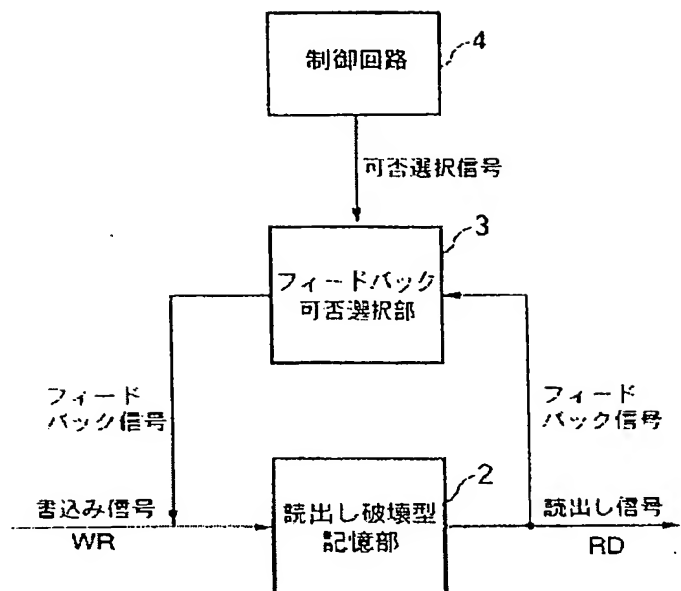 制御回路
4
可否選択信号
3
フィードバック
可否選択部
フィード
バック信号
フィード
バック信号
書込み信号
WR
2
読出し破壊型
記憶部
読出し信号
RD